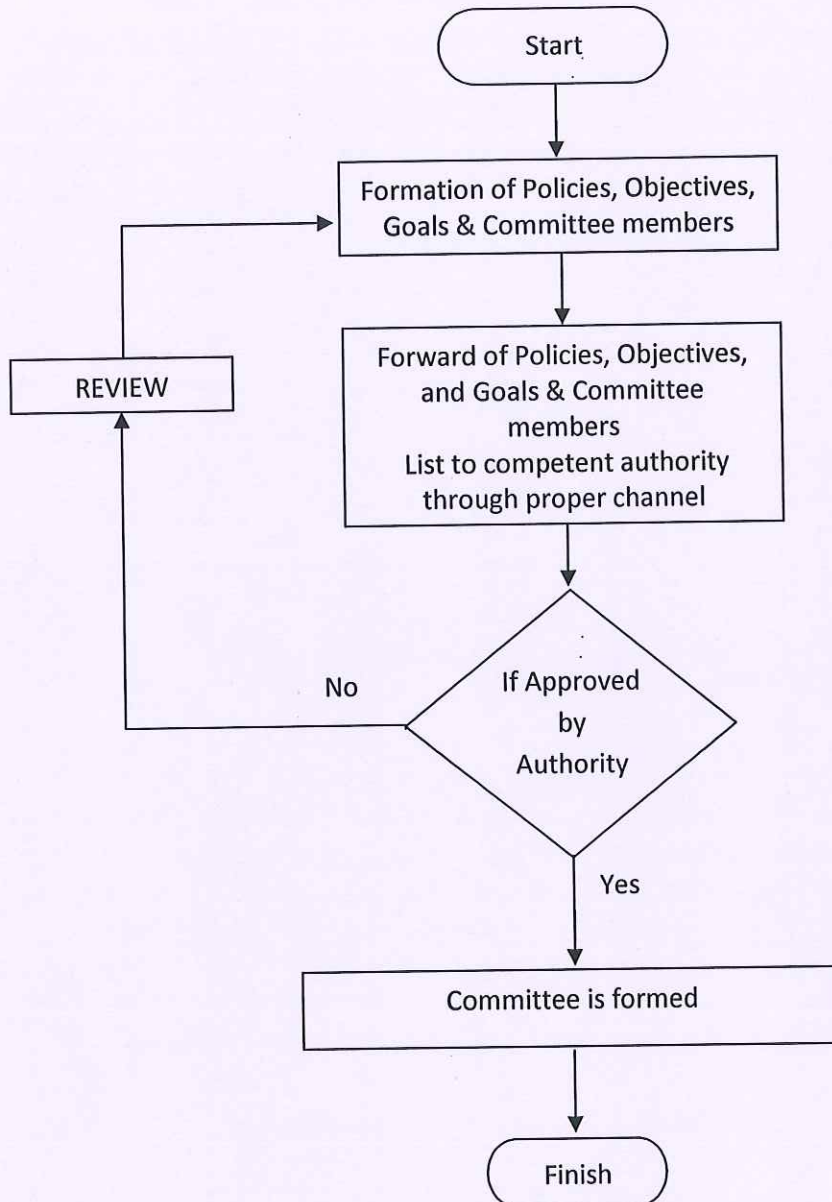 Start
Formation of Policies, Objectives,
Goals & Committee members
REVIEW
Forward of Policies, Objectives,
and Goals & Committee
members
List to competent authority
through proper channel
If Approved
by
Authority
No
Yes
Committee is formed
Finish